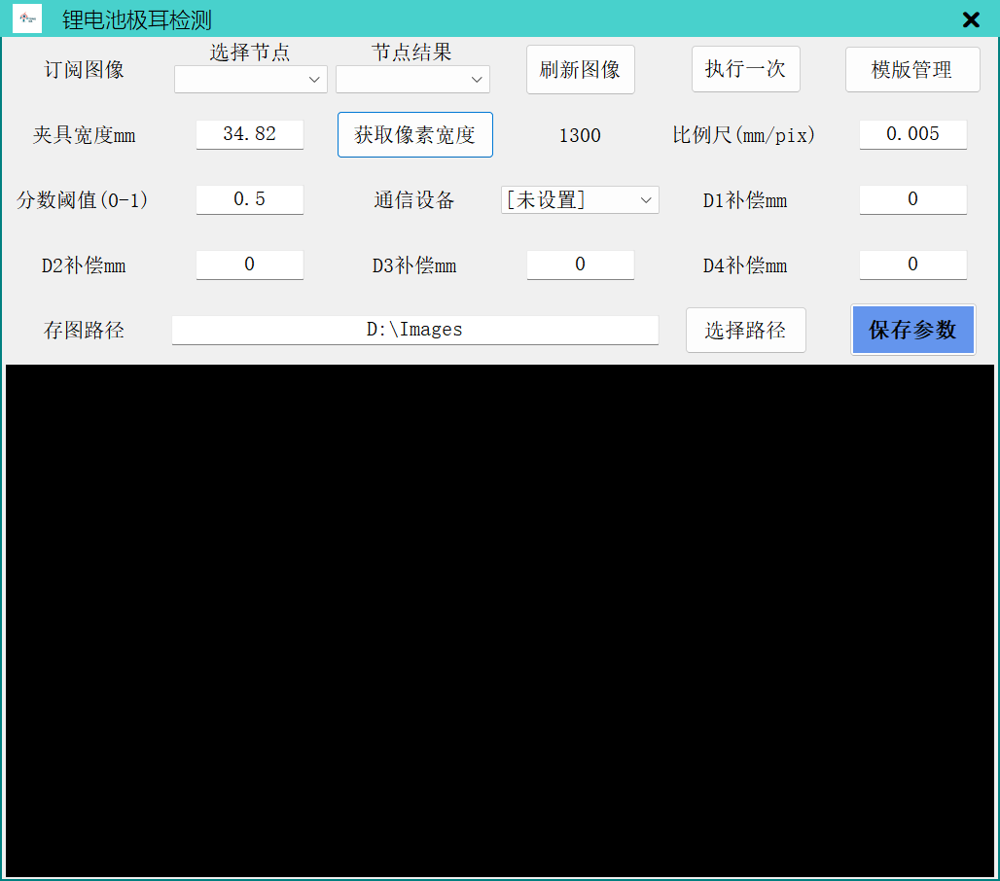 锂电池极耳检测
选择节点 节点结果
订阅图像 刷新图像 执行一次 模版管理
夹具宽度mm 34.82 获取像素宽度 1300 比例尺(mm/pix) 0.005
分数阈值(0-1) 0.5 通信设备 [未设置] D1补偿mm 0
D2补偿mm 0 D3补偿mm 0 D4补偿mm 0
存图路径 D:\Images 选择路径 保存参数